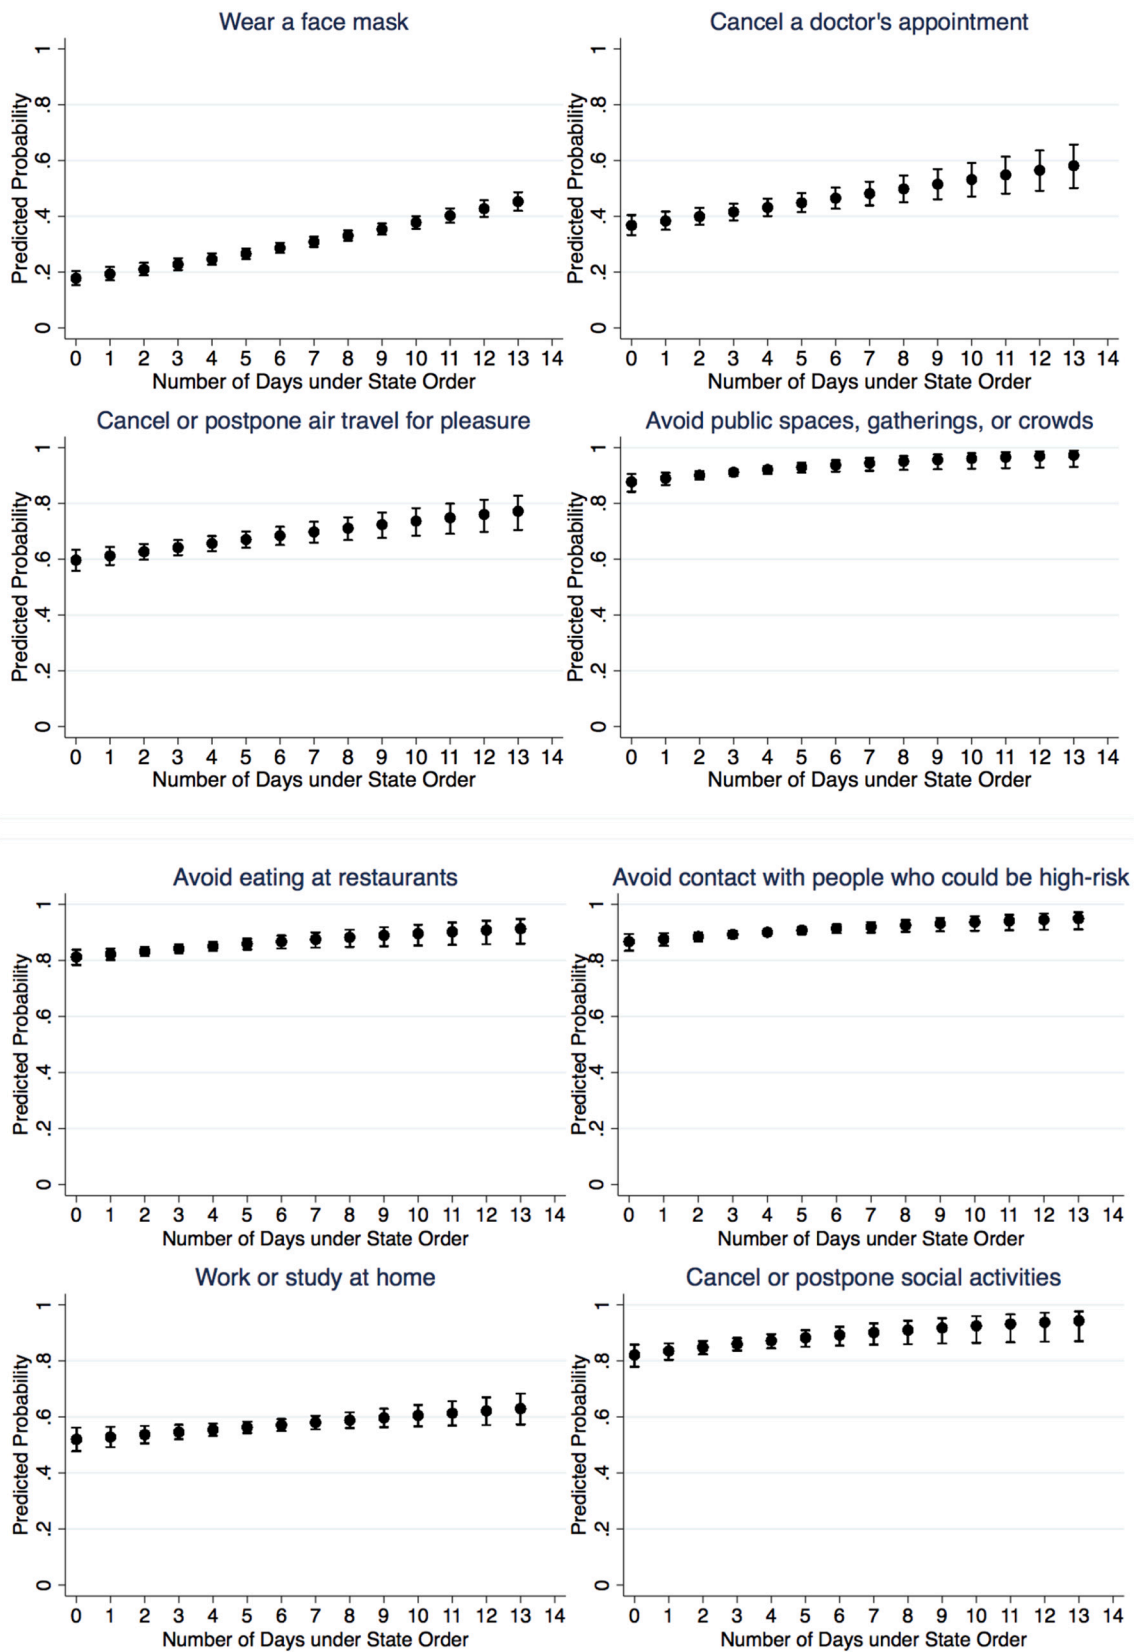 Wear a face mask
Cancel a doctor's appointment
Predicted Probability
0 .2 .4 .6 .8 1
0 1 2 3 4 5 6 7 8 9 10 11 12 13 14
Number of Days under State Order
Predicted Probability
0 .2 .4 .6 .8 1
0 1 2 3 4 5 6 7 8 9 10 11 12 13 14
Number of Days under State Order
Cancel or postpone air travel for pleasure
Avoid public spaces, gatherings, or crowds
Predicted Probability
0 .2 .4 .6 .8 1
0 1 2 3 4 5 6 7 8 9 10 11 12 13 14
Number of Days under State Order
Predicted Probability
0 .2 .4 .6 .8 1
0 1 2 3 4 5 6 7 8 9 10 11 12 13 14
Number of Days under State Order
Avoid eating at restaurants
Avoid contact with people who could be high-risk
Predicted Probability
0 .2 .4 .6 .8 1
0 1 2 3 4 5 6 7 8 9 10 11 12 13 14
Number of Days under State Order
Predicted Probability
0 .2 .4 .6 .8 1
0 1 2 3 4 5 6 7 8 9 10 11 12 13 14
Number of Days under State Order
Work or study at home
Cancel or postpone social activities
Predicted Probability
0 .2 .4 .6 .8 1
0 1 2 3 4 5 6 7 8 9 10 11 12 13 14
Number of Days under State Order
Predicted Probability
0 .2 .4 .6 .8 1
0 1 2 3 4 5 6 7 8 9 10 11 12 13 14
Number of Days under State Order